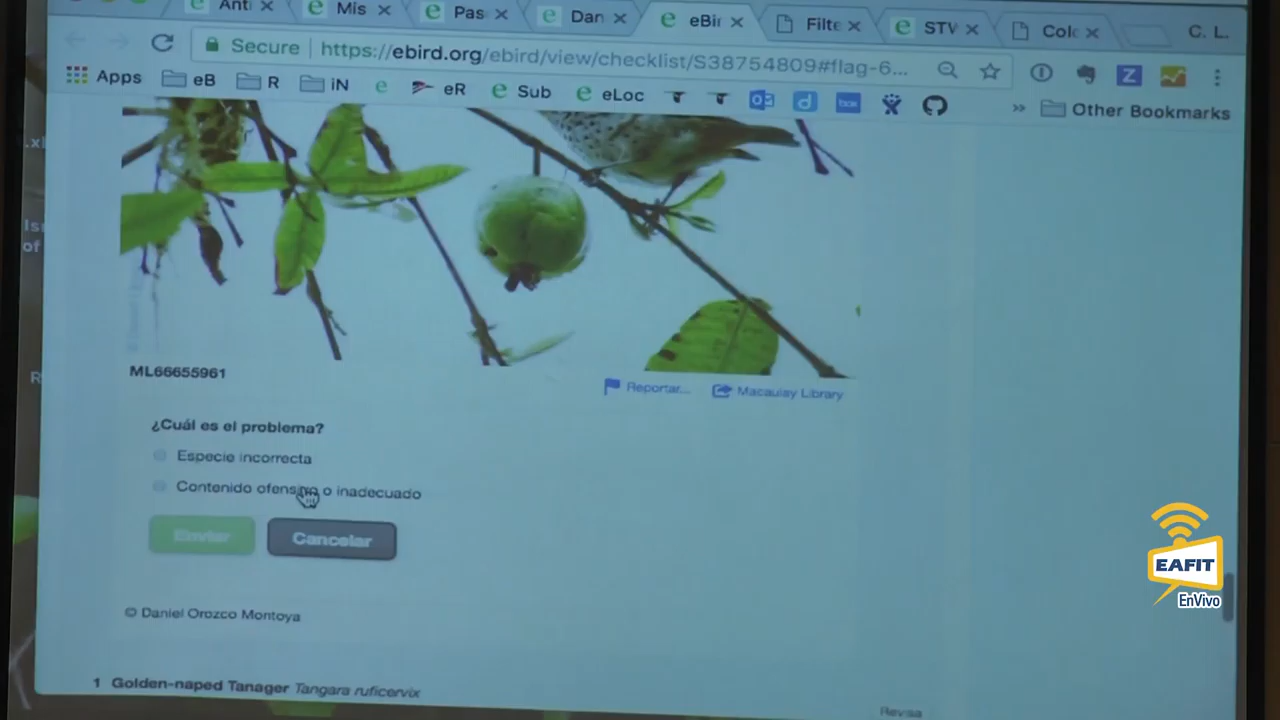 Anti Mis Pas Dan eBir Filte STW Colo C. L.
Secure https://ebird.org/ebird/view/checklist/S38754809#flag-6...
Apps eB R iN eR Sub eLoc Other Bookmarks
ML66655961
Reportar... Macaulay Library
¿Cuál es el problema?
Especie incorrecta
Contenido ofensivo o inadecuado
Enviar Cancelar
© Daniel Orozco Montoya
1 Golden-naped Tanager Tangara ruficervix
Revisa
EAFIT
EnVivo